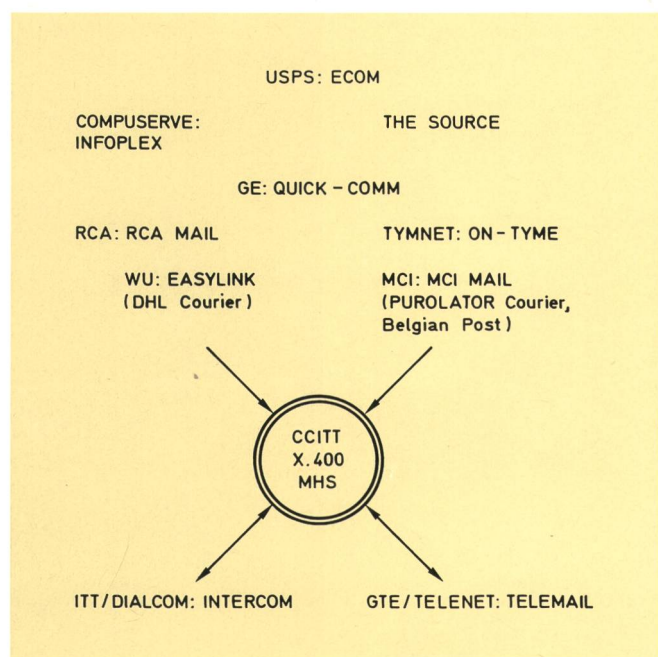 USPS: ECOM
COMPUSERVE:
INFOPLEX
THE SOURCE
GE: QUICK-COMM
RCA: RCA MAIL
TYMNET: ON-TYME
WU: EASYLINK
(DHL Courier)
MCI: MCI MAIL
(PUROLATOR Courier,
Belgian Post)
CCITT
X.400
MHS
ITT/DIALCOM: INTERCOM
GTE/TELENET: TELEMAIL